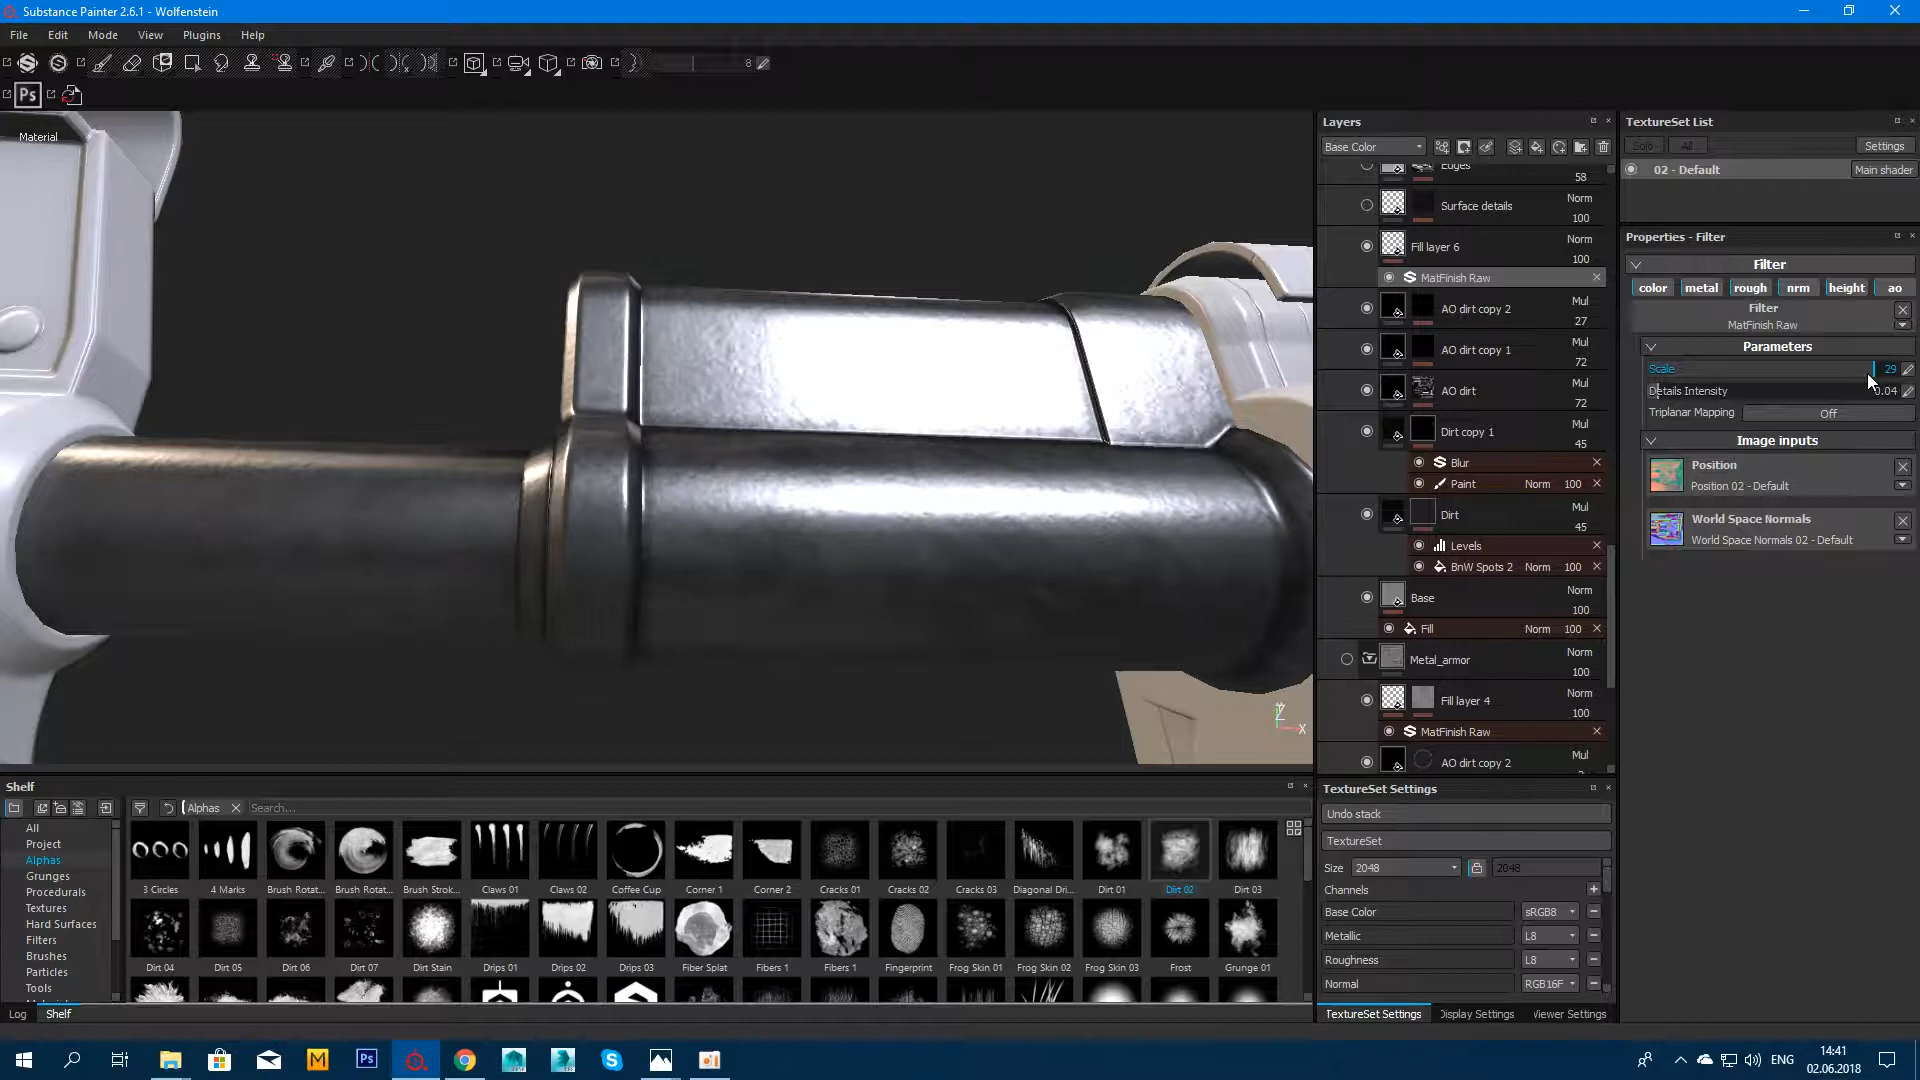 Substance Painter 2.6.1 - Wolfenstein
File Edit Mode View Plugins Help
8
Ps
Material
Layers
Base Color
Edges
58
Surface details Norm
100
Fill layer 6 Norm
100
MatFinish Raw
AO dirt copy 2 Mul
27
AO dirt copy 1 Mul
72
AO dirt Mul
72
Dirt copy 1 Mul
45
Blur
Paint Norm 100
Dirt Mul
45
Levels
BnW Spots 2 Norm 100
Base Norm
100
Fill Norm 100
Metal_armor Norm
100
Fill layer 4 Norm
100
MatFinish Raw
AO dirt copy 2 Mul
TextureSet List
Solo All Settings
02 - Default Main shader
Properties - Filter
Filter
color metal rough nrm height ao
Filter
MatFinish Raw
Parameters
Scale 29
Details Intensity 0.04
Triplanar Mapping Off
Image inputs
Position
Position 02 - Default
World Space Normals
World Space Normals 02 - Default
Y
X
Shelf
Alphas Search...
All
Project
Alphas
Grunges
Procedurals
Textures
Hard Surfaces
Filters
Brushes
Particles
Tools
3 Circles 4 Marks Brush Rotat... Brush Rotat... Brush Strok... Claws 01 Claws 02 Coffee Cup Corner 1 Corner 2 Cracks 01 Cracks 02 Cracks 03 Diagonal Dri... Dirt 01 Dirt 02 Dirt 03
Dirt 04 Dirt 05 Dirt 06 Dirt 07 Dirt Stain Drips 01 Drips 02 Drips 03 Fiber Splat Fibers 1 Fibers 1 Fingerprint Frog Skin 01 Frog Skin 02 Frog Skin 03 Frost Grunge 01
Log Shelf
TextureSet Settings
Undo stack
TextureSet
Size 2048 2048
Channels
Base Color sRGB8
Metallic L8
Roughness L8
Normal RGB16F
TextureSet Settings Display Settings Viewer Settings
M Ps S
ENG
14:41
02.06.2018